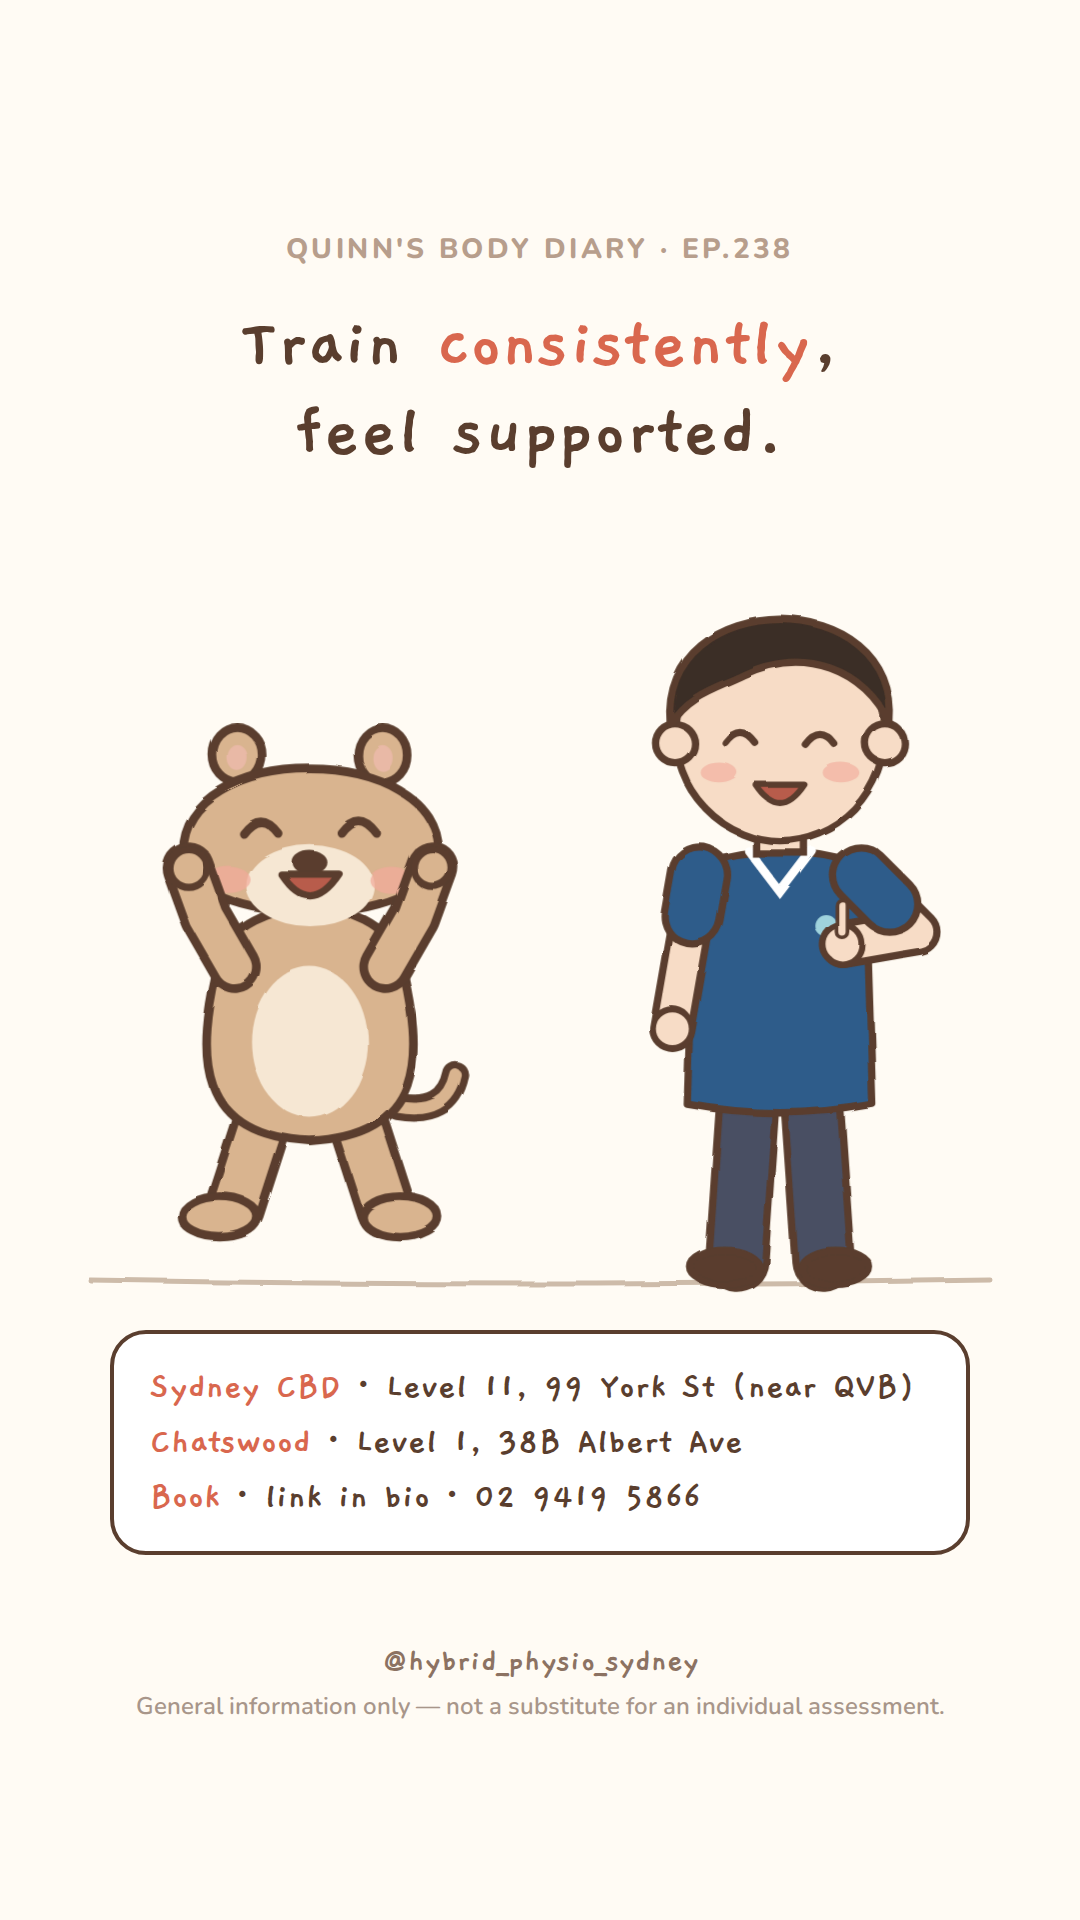 QUINN'S BODY DIARY · EP.238
Train consistently,
feel supported.
Sydney CBD · Level 11, 99 York St (near QVB)
Chatswood · Level 1, 38B Albert Ave
Book · link in bio · 02 9419 5866
@hybrid_physio_sydney
General information only — not a substitute for an individual assessment.